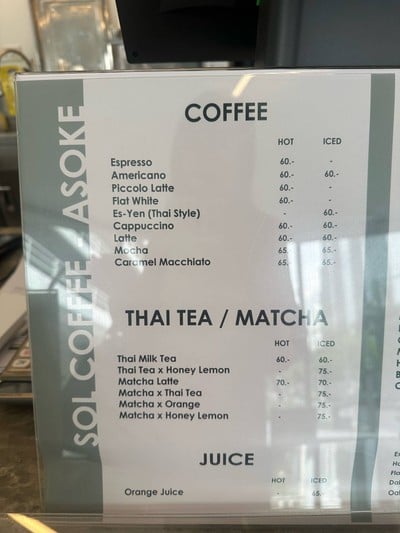 SOL COFFEE - ASOKE
COFFEE
HOT ICED
Espresso 60.- -
Americano 60.- 60.-
Piccolo Latte 60.- -
Flat White 60.- -
Es-Yen (Thai Style) - 60.-
Cappuccino 60.- 60.-
Latte 60.- 60.-
Mocha 65.- 65.-
Caramel Macchiato 65.- 65.-
THAI TEA / MATCHA
HOT ICED
Thai Milk Tea 60.- 60.-
Thai Tea x Honey Lemon - 75.-
Matcha Latte 70.- 70.-
Matcha x Thai Tea - 75.-
Matcha x Orange - 75.-
Matcha x Honey Lemon - 75.-
JUICE
HOT ICED
Orange Juice - 65.-